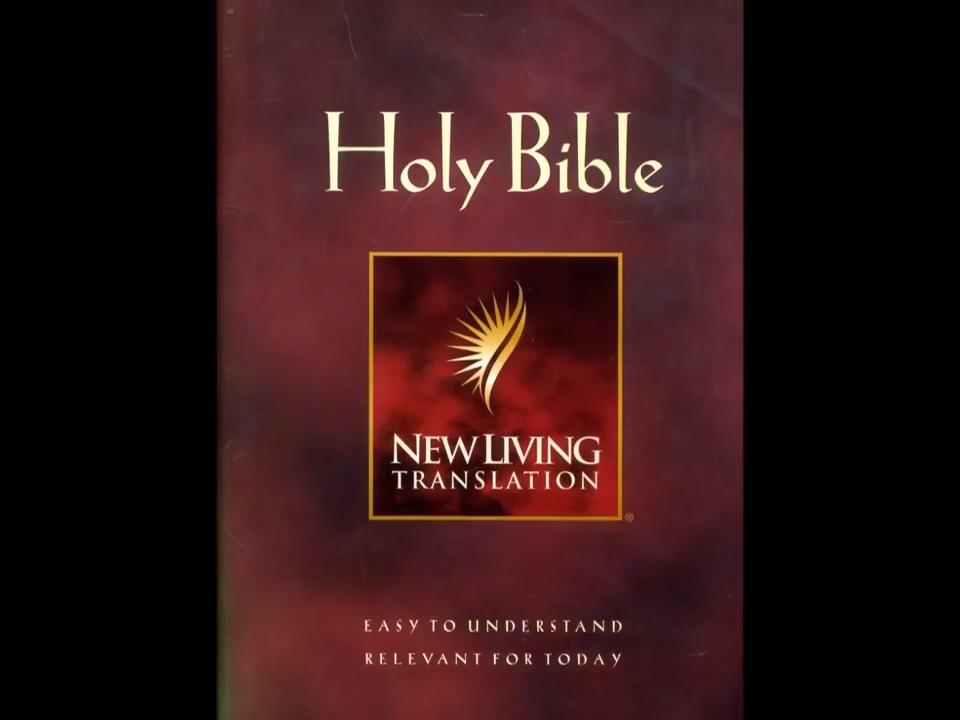 Holy Bible
NEW LIVING
TRANSLATION
®
EASY TO UNDERSTAND
RELEVANT FOR TODAY